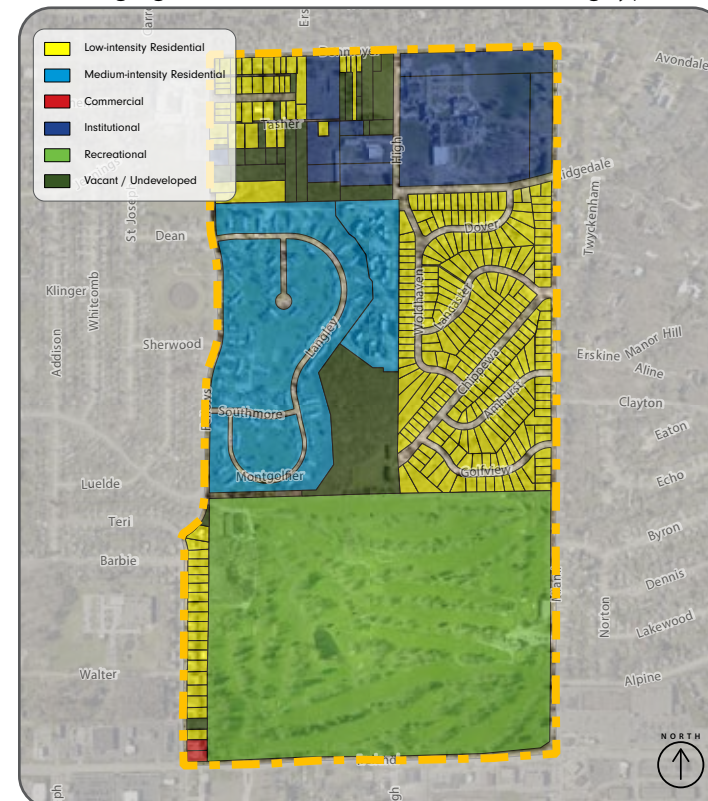 Low-intensity Residential
Medium-intensity Residential
Commercial
Institutional
Recreational
Vacant / Undeveloped
Avondale
Tasher
High
Ridgedale
Twyckenham
St Joseph
Dean
Dover
Woldhaven
Lancaster
Klinger
Whitcomb
Addison
Sherwood
Langley
Chippewa
Amhurst
Erskine
Manor Hill
Aline
Clayton
Southmore
Eaton
Montgolfier
Golfview
Echo
Luelde
Teri
Barbie
Byron
Dennis
Norton
Lakewood
Walter
Alpine
NORTH